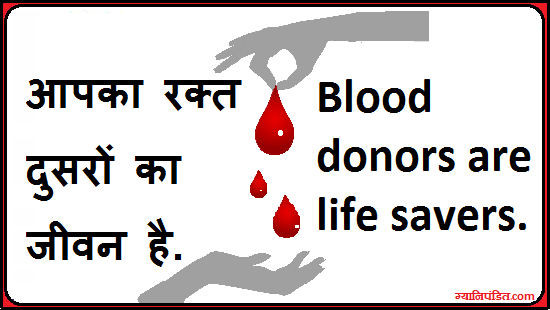 आपका रक्त
दुसरों का
जीवन है.
Blood
donors are
life savers.
ग्यानिपंडित.com